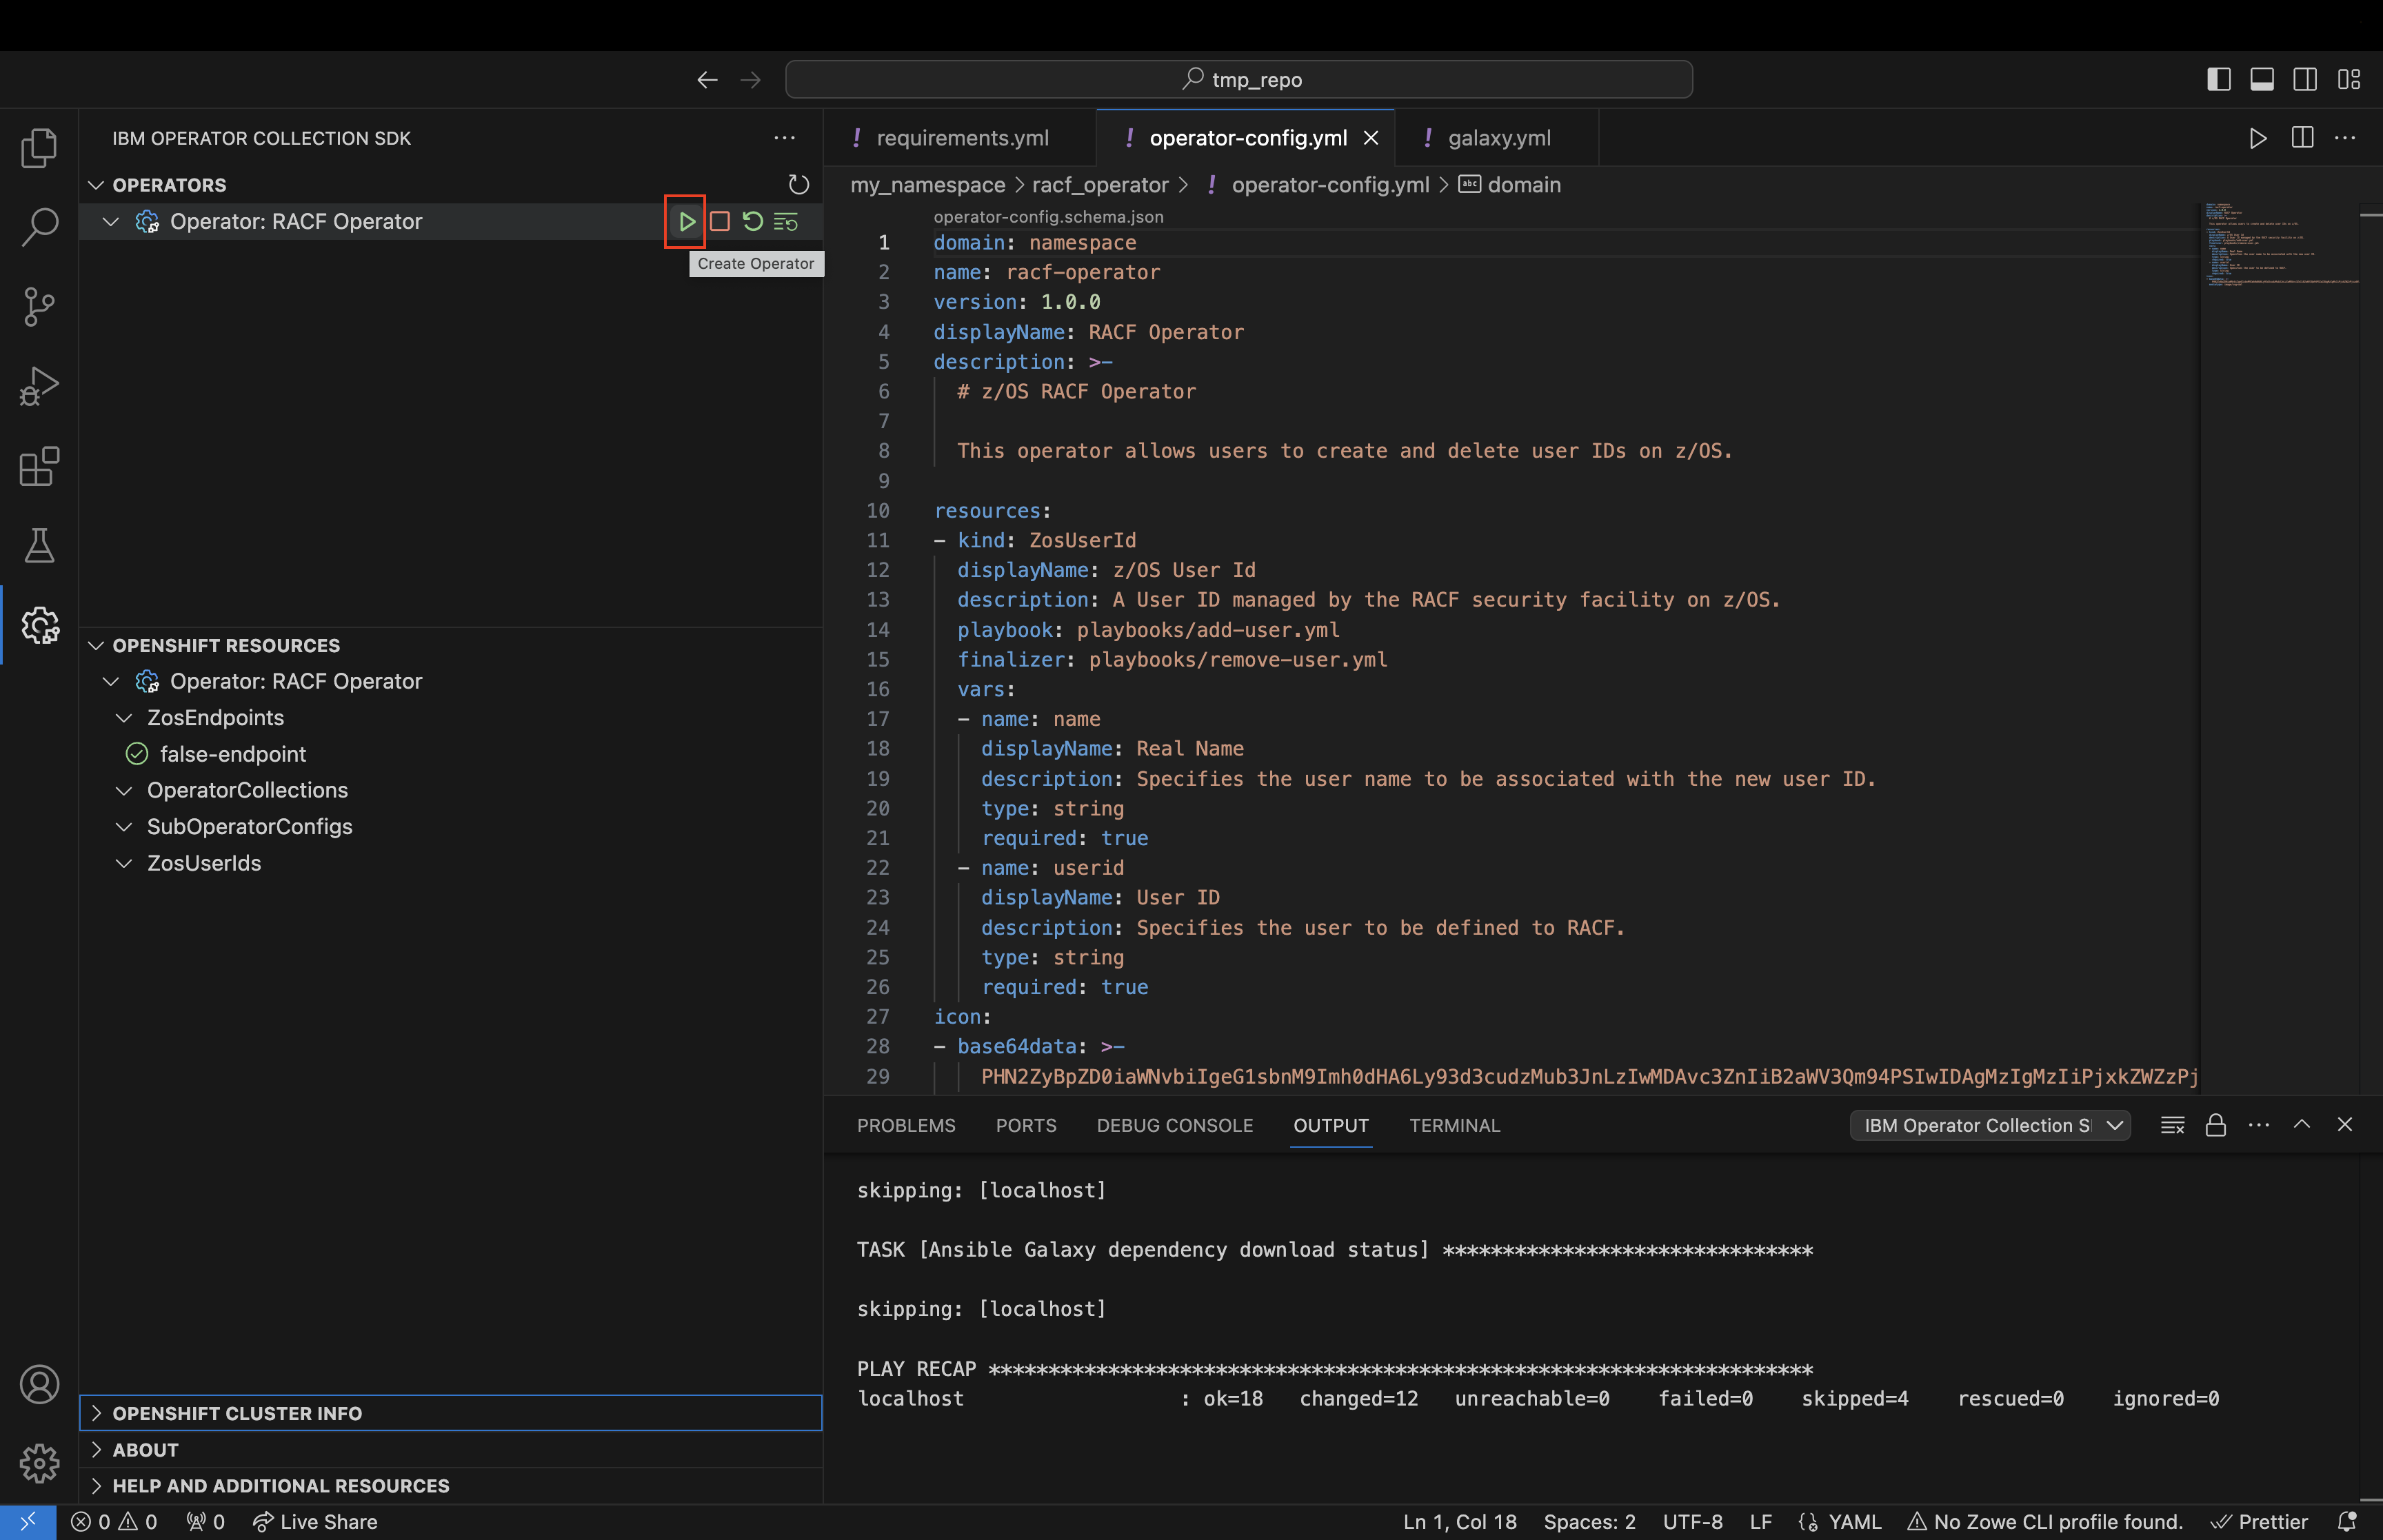 tmp_repo
IBM OPERATOR COLLECTION SDK
OPERATORS
Operator: RACF Operator
Create Operator
OPENSHIFT RESOURCES
Operator: RACF Operator
ZosEndpoints
false-endpoint
OperatorCollections
SubOperatorConfigs
ZosUserIds
OPENSHIFT CLUSTER INFO
ABOUT
HELP AND ADDITIONAL RESOURCES
! requirements.yml
! operator-config.yml
! galaxy.yml
my_namespace > racf_operator > ! operator-config.yml > abc domain
operator-config.schema.json
1 domain: namespace
2 name: racf-operator
3 version: 1.0.0
4 displayName: RACF Operator
5 description: >-
6 # z/OS RACF Operator
7
8 This operator allows users to create and delete user IDs on z/OS.
9
10 resources:
11 - kind: ZosUserId
12 displayName: z/OS User Id
13 description: A User ID managed by the RACF security facility on z/OS.
14 playbook: playbooks/add-user.yml
15 finalizer: playbooks/remove-user.yml
16 vars:
17 - name: name
18 displayName: Real Name
19 description: Specifies the user name to be associated with the new user ID.
20 type: string
21 required: true
22 - name: userid
23 displayName: User ID
24 description: Specifies the user to be defined to RACF.
25 type: string
26 required: true
27 icon:
28 - base64data: >-
29 PHN2ZyBpZD0iaWNvbiIgeG1sbnM9Imh0dHA6Ly93d3cudzMub3JnLzIwMDAvc3ZnIiB2aWV3Qm94PSIwIDAgMzIgMzIiPjxkZWZzPj
PROBLEMS PORTS DEBUG CONSOLE OUTPUT TERMINAL
IBM Operator Collection S
skipping: [localhost]
TASK [Ansible Galaxy dependency download status] *******************************
skipping: [localhost]
PLAY RECAP *********************************************************************
localhost : ok=18 changed=12 unreachable=0 failed=0 skipped=4 rescued=0 ignored=0
0 0 0 Live Share Ln 1, Col 18 Spaces: 2 UTF-8 LF YAML No Zowe CLI profile found. Prettier